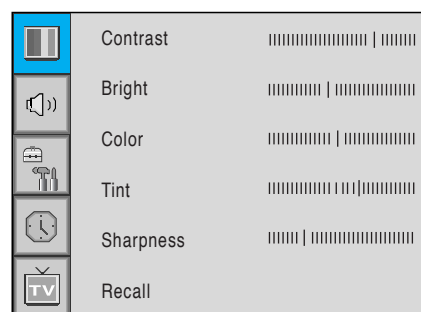 Contrast
Bright
Color
Tint
Sharpness
Recall
TV